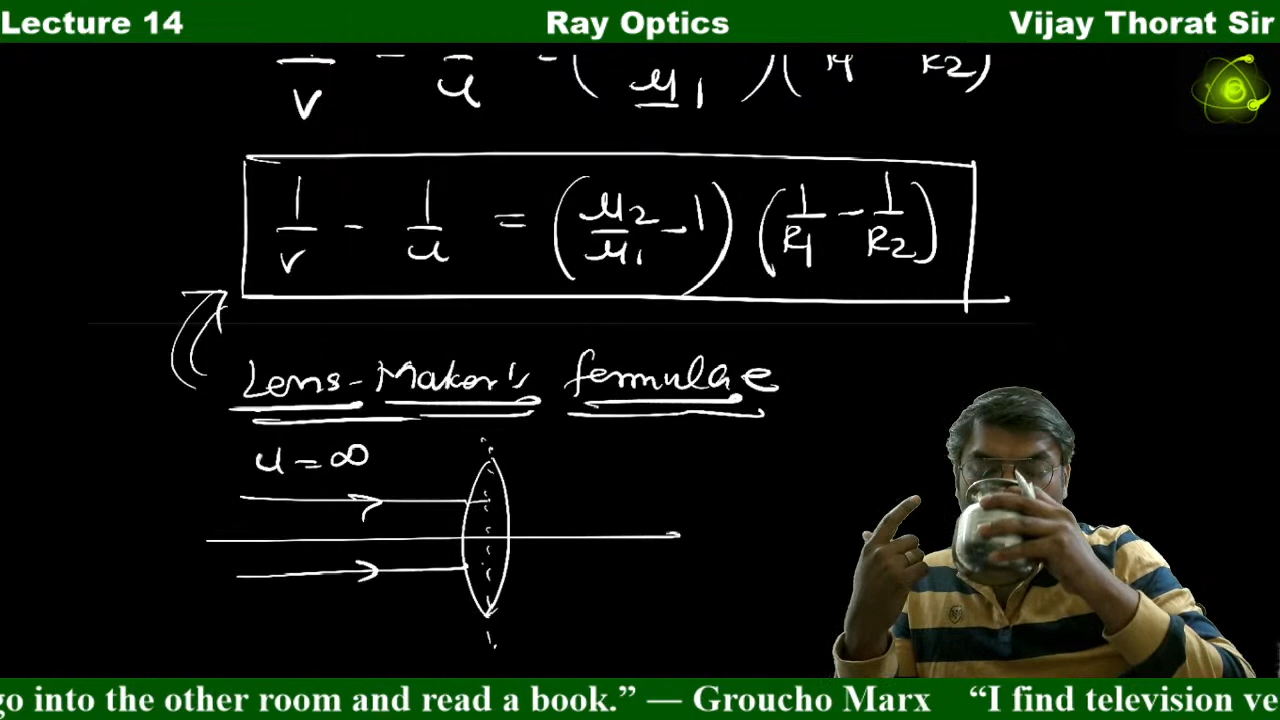 Lecture 14 Ray Optics Vijay Thorat Sir
1/v - 1/u = (μ2/μ1 - 1) (1/R1 - 1/R2)
Lens-Maker's formulae
u = ∞
go into the other room and read a book.” — Groucho Marx “I find television ve